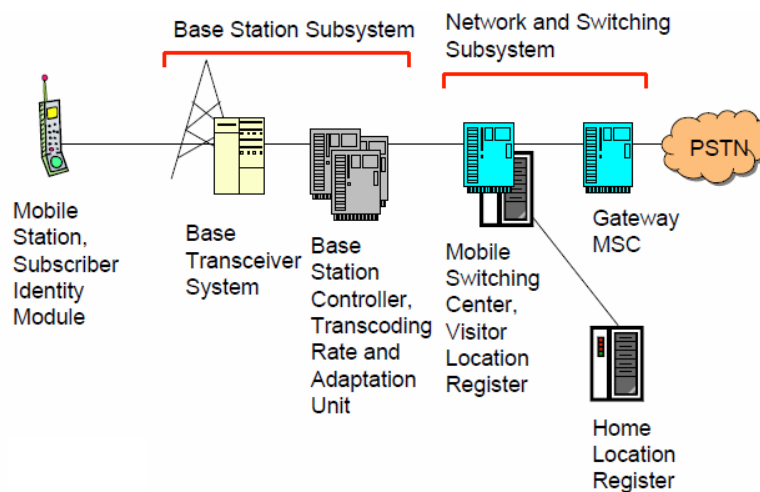 Base Station Subsystem
Network and Switching
Subsystem
PSTN
Mobile
Station,
Subscriber
Identity
Module
Base
Transceiver
System
Base
Station
Controller,
Transcoding
Rate and
Adaptation
Unit
Mobile
Switching
Center,
Visitor
Location
Register
Gateway
MSC
Home
Location
Register